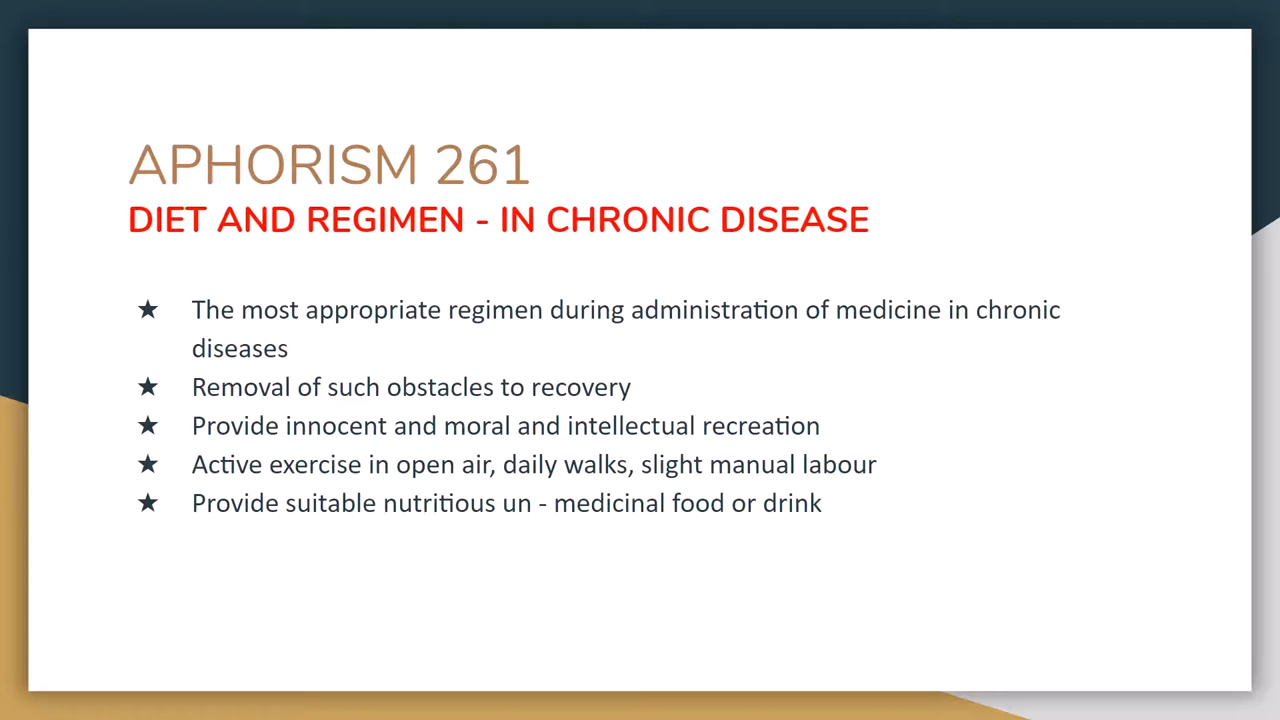 APHORISM 261
DIET AND REGIMEN - IN CHRONIC DISEASE
★ The most appropriate regimen during administration of medicine in chronic
diseases
★ Removal of such obstacles to recovery
★ Provide innocent and moral and intellectual recreation
★ Active exercise in open air, daily walks, slight manual labour
★ Provide suitable nutritious un - medicinal food or drink